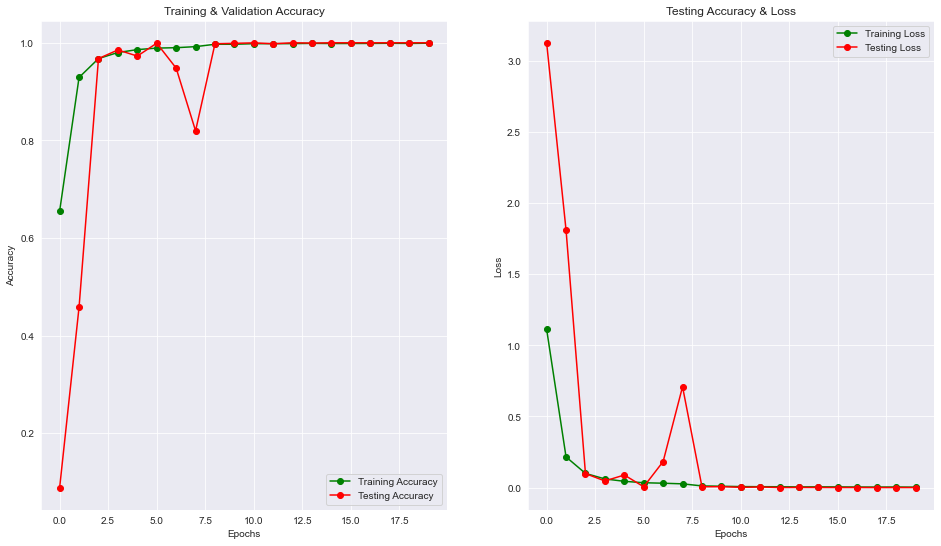 Training & Validation Accuracy
1.0
0.8
0.6
0.4
0.2
Accuracy
0.0 2.5 5.0 7.5 10.0 12.5 15.0 17.5
Epochs
Training Accuracy
Testing Accuracy
Testing Accuracy & Loss
3.0
2.5
2.0
1.5
1.0
0.5
0.0
Loss
0.0 2.5 5.0 7.5 10.0 12.5 15.0 17.5
Epochs
Training Loss
Testing Loss